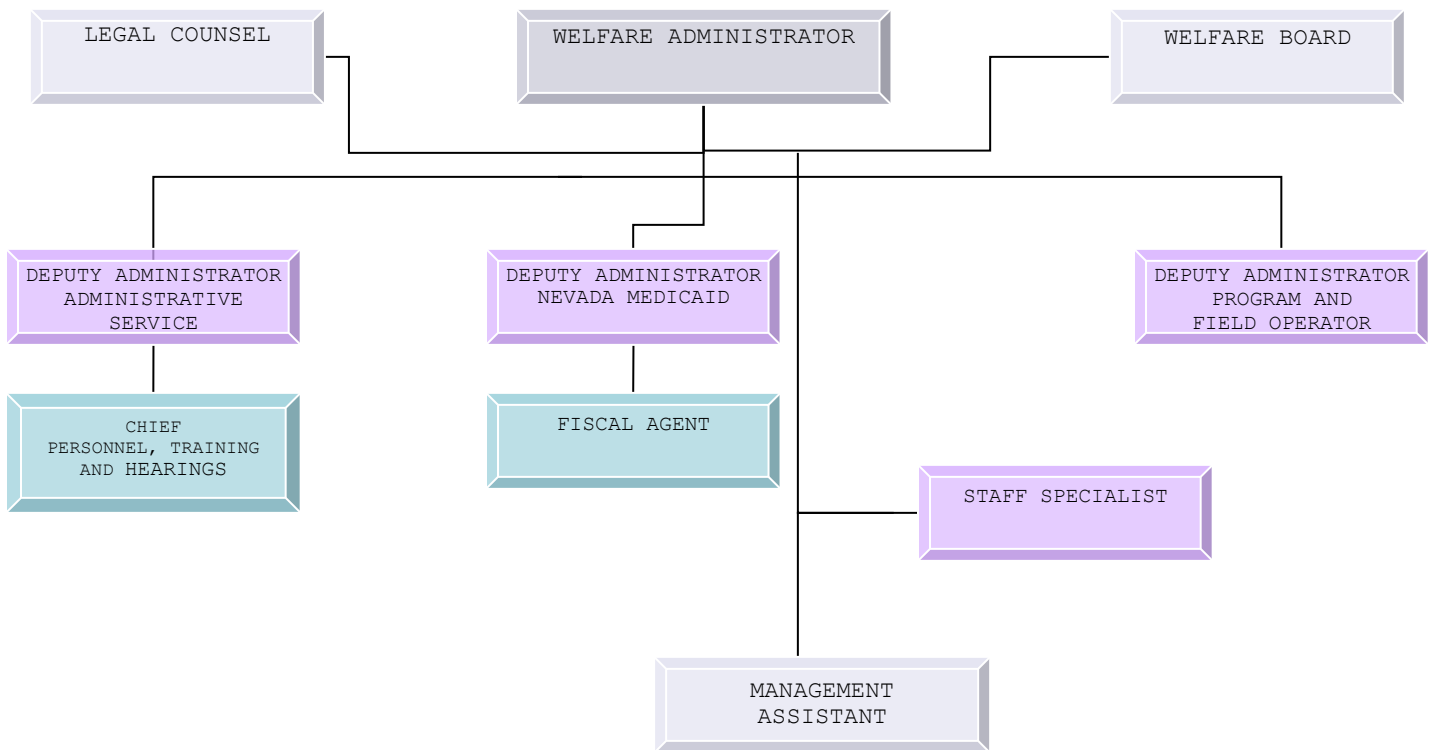 LEGAL COUNSEL
WELFARE ADMINISTRATOR
WELFARE BOARD
DEPUTY ADMINISTRATOR
ADMINISTRATIVE
SERVICE
DEPUTY ADMINISTRATOR
NEVADA MEDICAID
DEPUTY ADMINISTRATOR
PROGRAM AND
FIELD OPERATOR
CHIEF
PERSONNEL, TRAINING
AND HEARINGS
FISCAL AGENT
STAFF SPECIALIST
MANAGEMENT
ASSISTANT